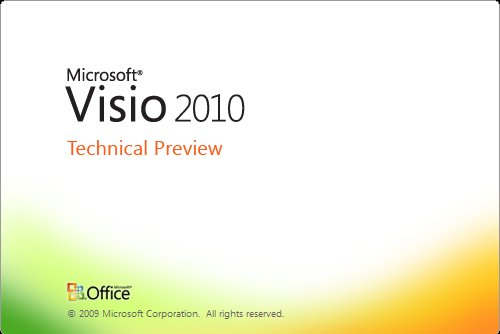 Microsoft®
Visio 2010
Technical Preview
Microsoft®
Office
© 2009 Microsoft Corporation. All rights reserved.